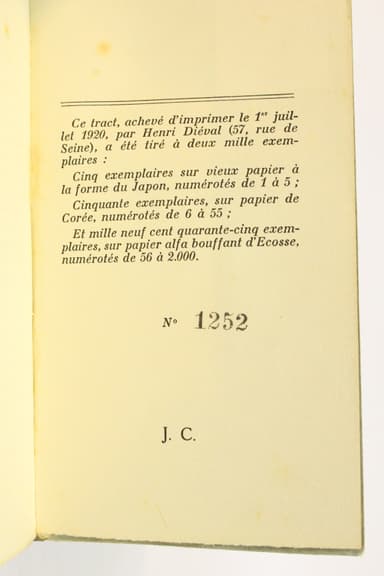 Ce tract, achevé d'imprimer le 1er juil-
let 1920, par Henri Diéval (57, rue de
Seine), a été tiré à deux mille exem-
plaires :
Cinq exemplaires sur vieux papier à
la forme du Japon, numérotés de 1 à 5 ;
Cinquante exemplaires, sur papier de
Corée, numérotés de 6 à 55 ;
Et mille neuf cent quarante-cinq exem-
plaires, sur papier alfa bouffant d'Ecosse,
numérotés de 56 à 2.000.
N° 1252
J. C.